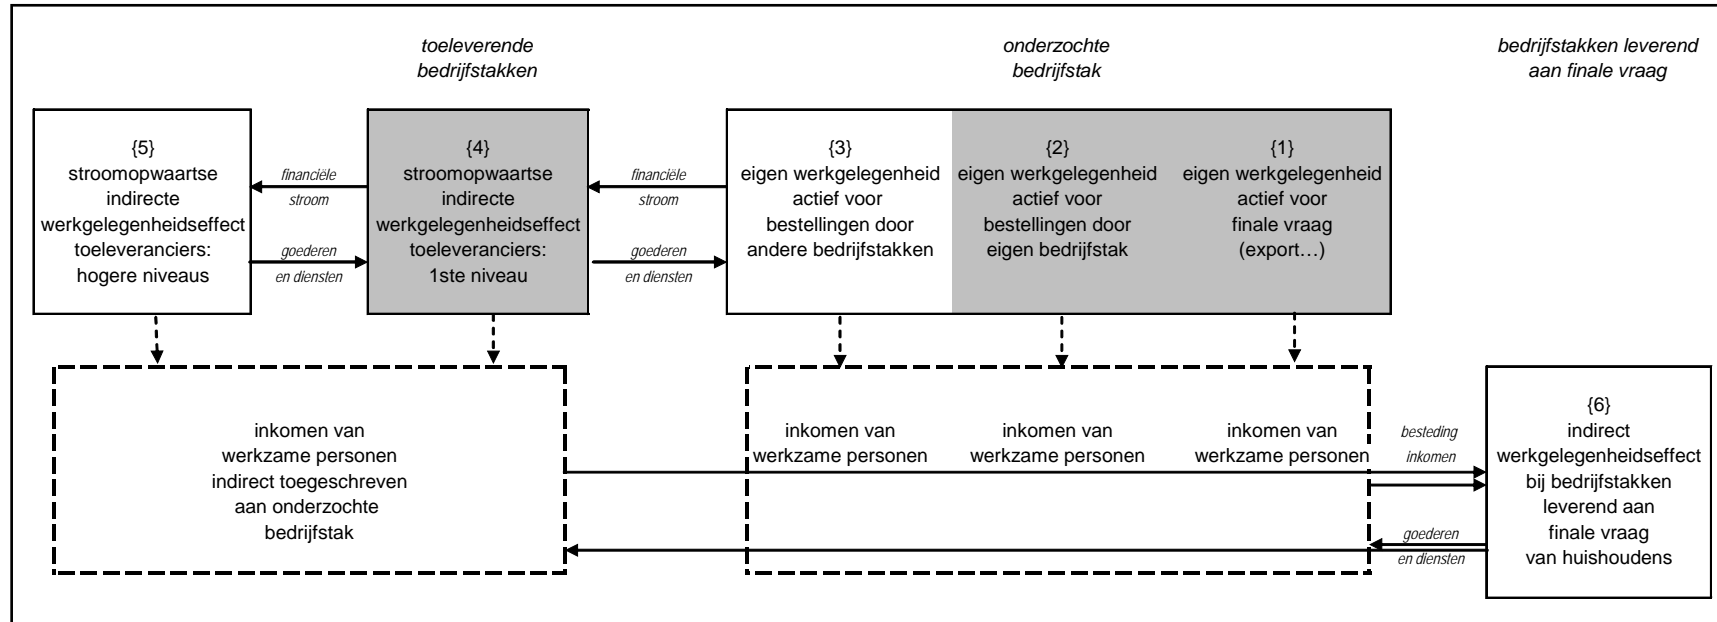 toeleverende
bedrijfstakken
onderzochte
bedrijfstak
bedrijfstakken leverend
aan finale vraag
{5}
stroomopwaartse
indirecte
werkgelegenheidseffect
toeleveranciers:
hogere niveaus
financiële
stroom
goederen
en diensten
{4}
stroomopwaartse
indirecte
werkgelegenheidseffect
toeleveranciers:
1ste niveau
financiële
stroom
goederen
en diensten
{3}
eigen werkgelegenheid
actief voor
bestellingen door
andere bedrijfstakken
{2}
eigen werkgelegenheid
actief voor
bestellingen door
eigen bedrijfstak
{1}
eigen werkgelegenheid
actief voor
finale vraag
(export…)
inkomen van
werkzame personen
indirect toegeschreven
aan onderzochte
bedrijfstak
inkomen van
werkzame personen
inkomen van
werkzame personen
inkomen van
werkzame personen
besteding
inkomen
goederen
en diensten
{6}
indirect
werkgelegenheidseffect
bij bedrijfstakken
leverend aan
finale vraag
van huishoudens